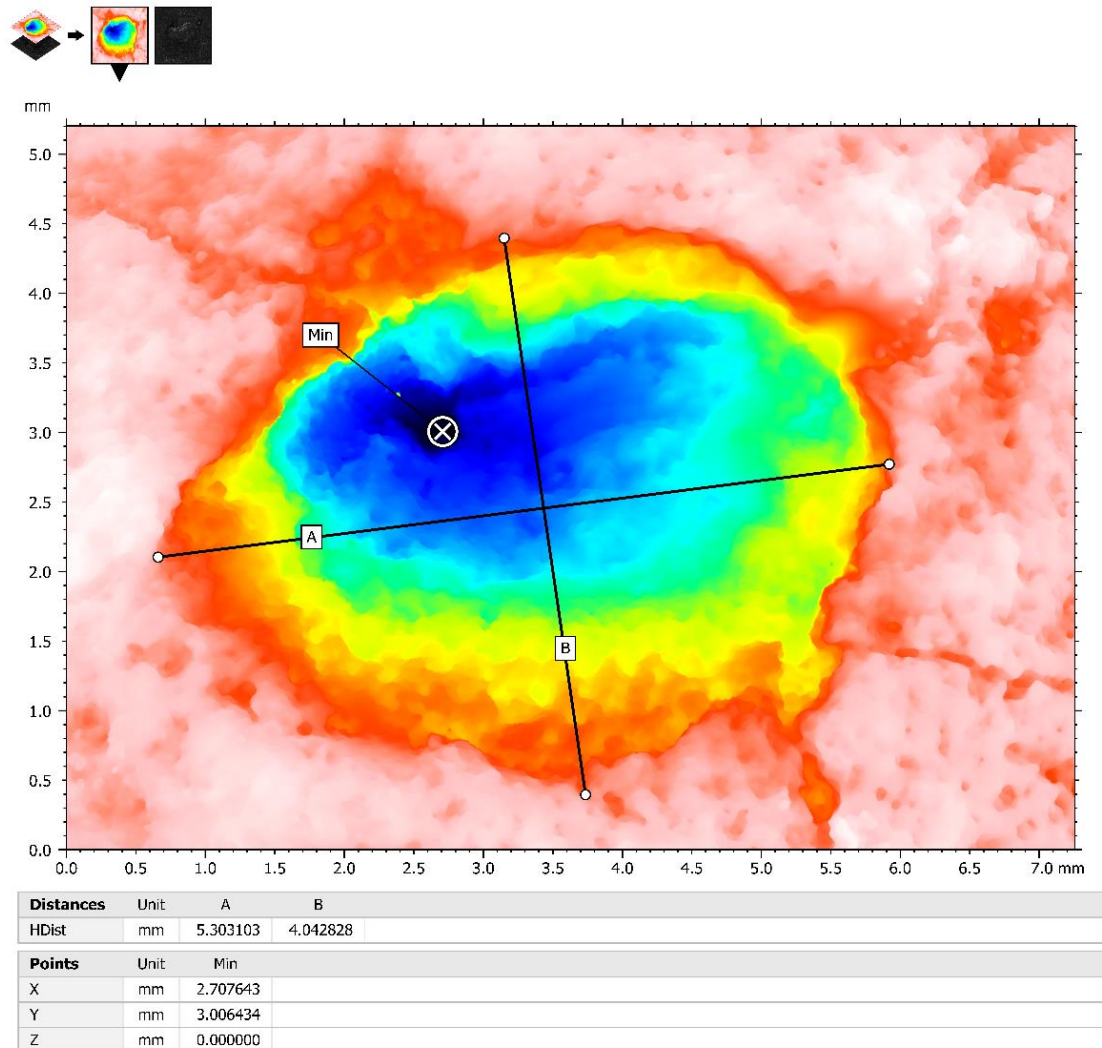 mm
5.0
4.5
4.0
Min
3.5
3.0
2.5
A
2.0
B
1.5
1.0
0.5
0.0
0.0 0.5 1.0 1.5 2.0 2.5 3.0 3.5 4.0 4.5 5.0 5.5 6.0 6.5 7.0 mm
Distances Unit A B
HDist mm 5.303103 4.042828
Points Unit Min
X mm 2.707643
Y mm 3.006434
Z mm 0.000000